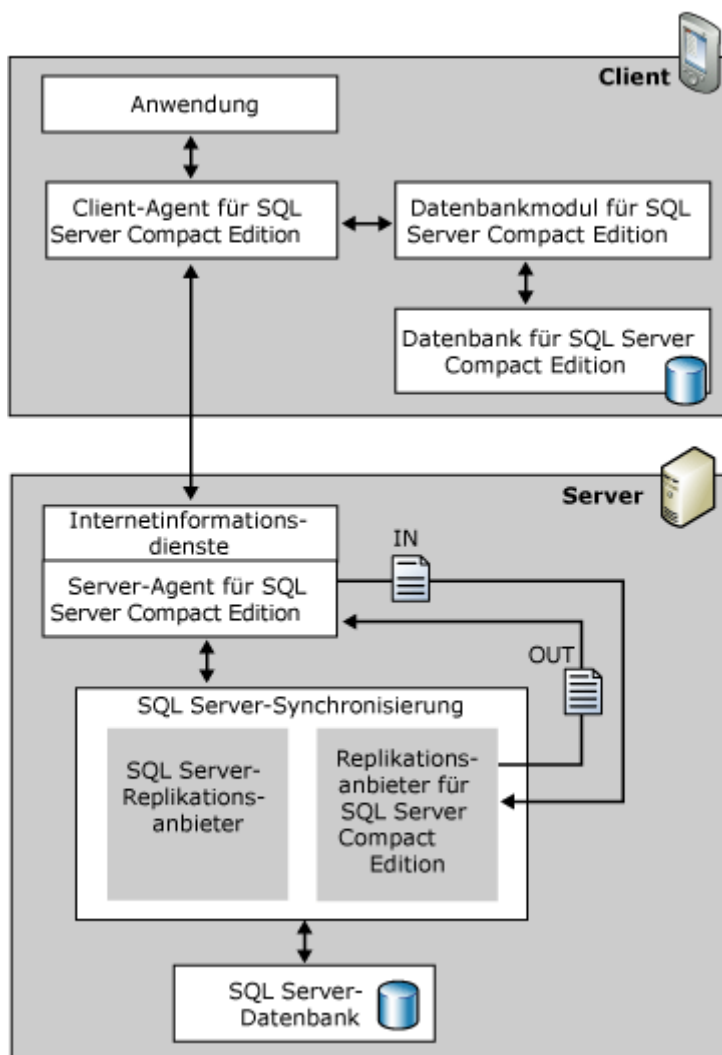 Client
Anwendung
Client-Agent für SQL
Server Compact Edition
Datenbankmodul für SQL
Server Compact Edition
Datenbank für SQL Server
Compact Edition
Server
Internetinformations-
dienste
Server-Agent für SQL
Server Compact Edition
IN
OUT
SQL Server-Synchronisierung
SQL Server-
Replikations-
anbieter
Replikations-
anbieter für
SQL Server
Compact
Edition
SQL Server-
Datenbank